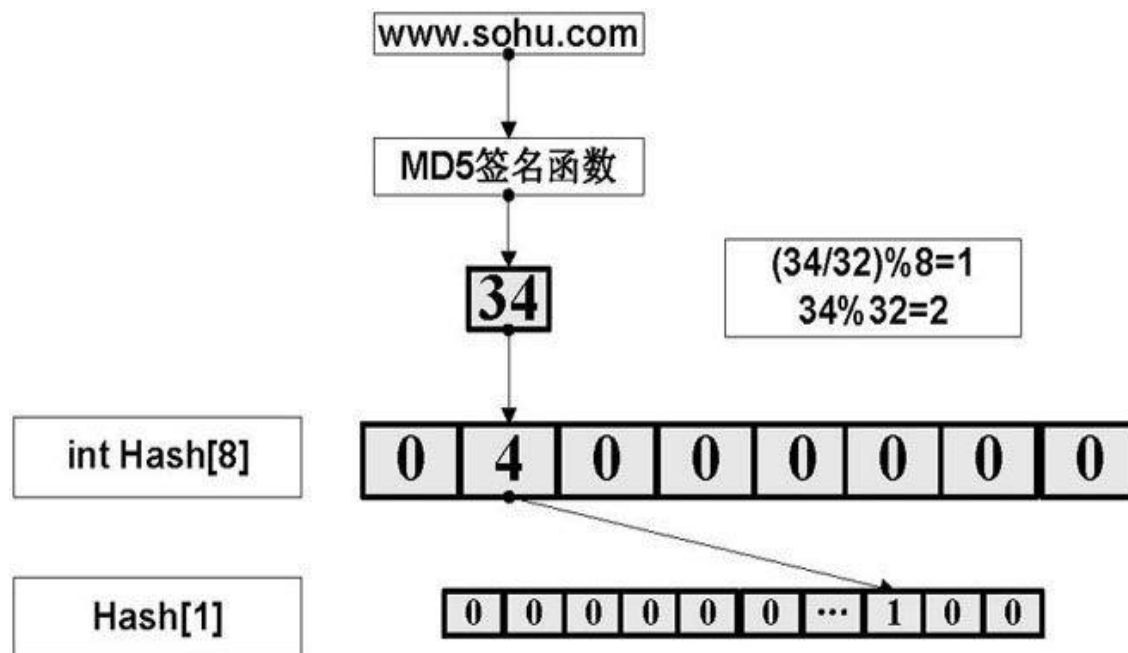 www.sohu.com
MD5签名函数
34
(34/32)%8=1
34%32=2
int Hash[8]
0 4 0 0 0 0 0 0
Hash[1]
0 0 0 0 0 0 ... 1 0 0